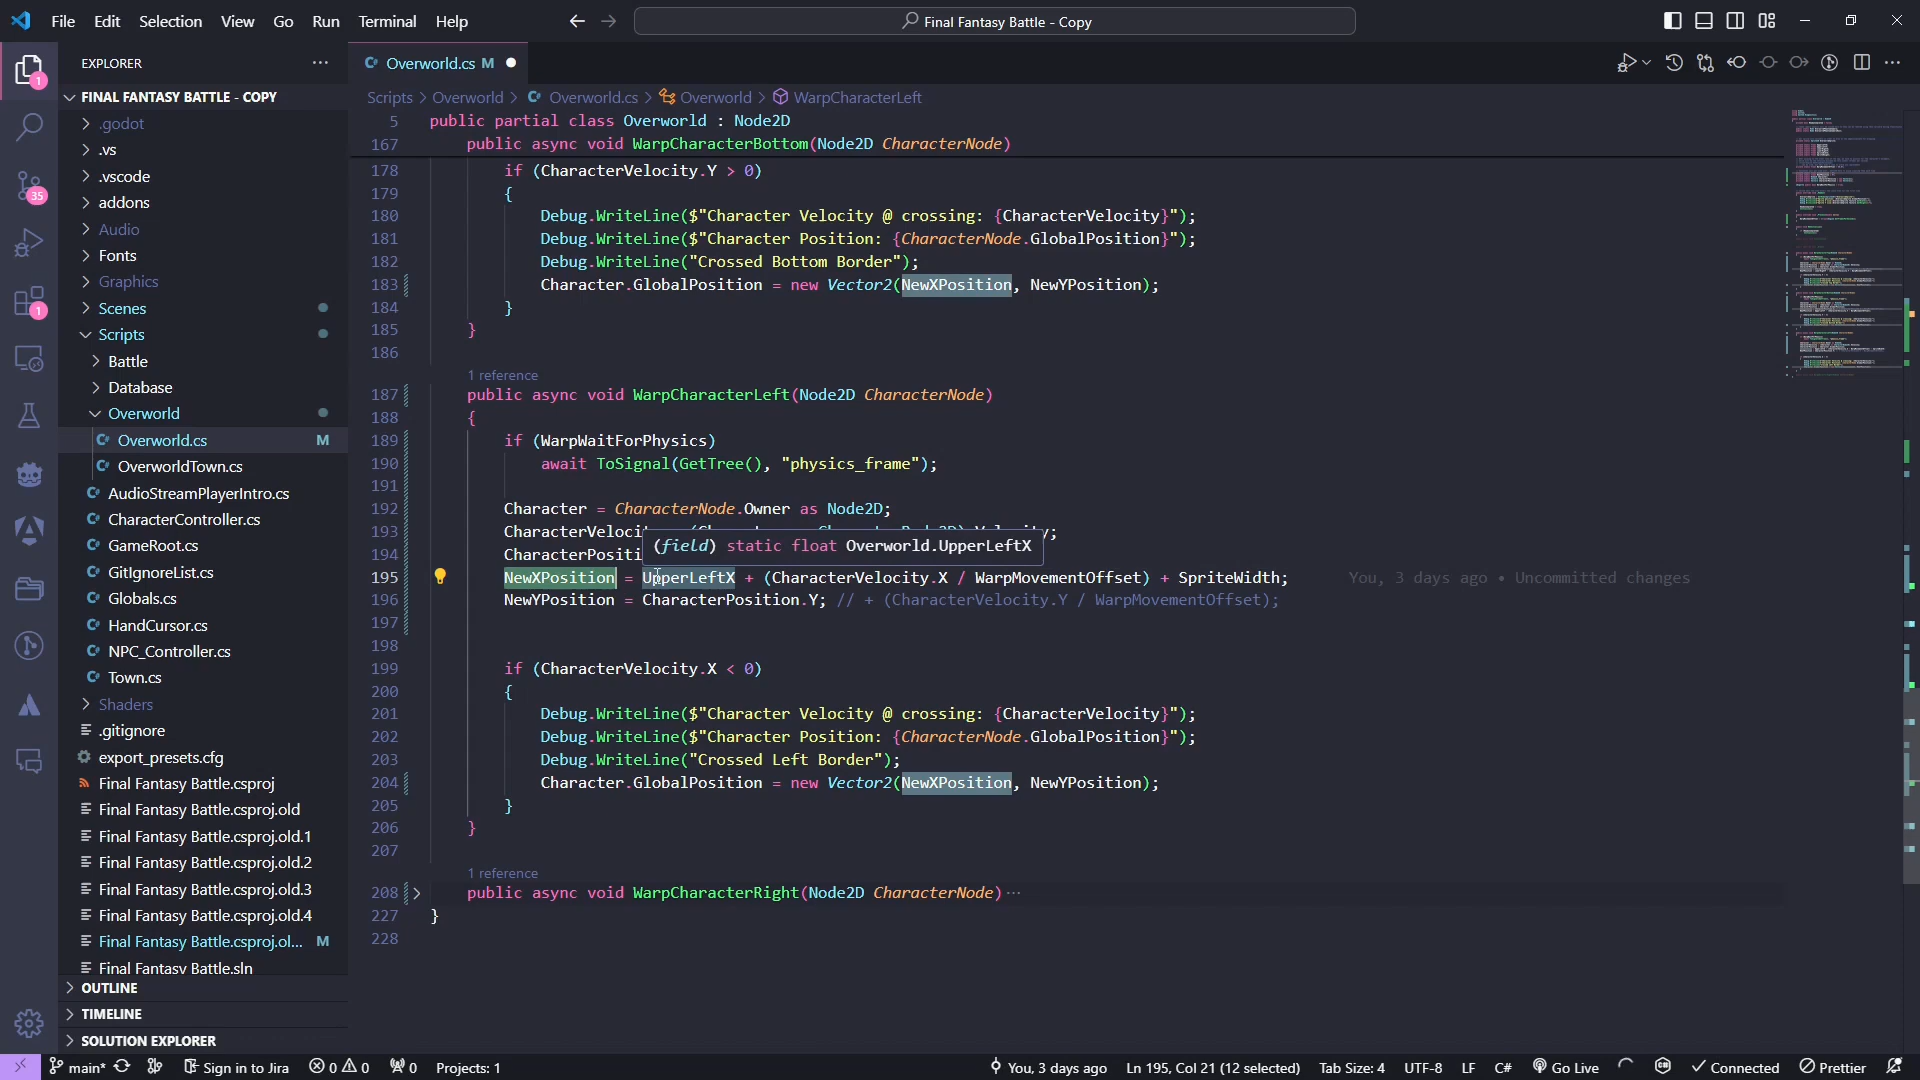 File Edit Selection View Go Run Terminal Help
Final Fantasy Battle - Copy
EXPLORER
Overworld.cs M
FINAL FANTASY BATTLE - COPY
.godot
.vs
.vscode
addons
Audio
Fonts
Graphics
Scenes
Scripts
Battle
Database
Overworld
Overworld.cs M
OverworldTown.cs
AudioStreamPlayerIntro.cs
CharacterController.cs
GameRoot.cs
GitIgnoreList.cs
Globals.cs
HandCursor.cs
NPC_Controller.cs
Town.cs
Shaders
.gitignore
export_presets.cfg
Final Fantasy Battle.csproj
Final Fantasy Battle.csproj.old
Final Fantasy Battle.csproj.old.1
Final Fantasy Battle.csproj.old.2
Final Fantasy Battle.csproj.old.3
Final Fantasy Battle.csproj.old.4
Final Fantasy Battle.csproj.ol... M
Final Fantasy Battle.sln
OUTLINE
TIMELINE
SOLUTION EXPLORER
1
35
1
Scripts > Overworld > Overworld.cs > Overworld > WarpCharacterLeft
5 public partial class Overworld : Node2D
167 public async void WarpCharacterBottom(Node2D CharacterNode)
178 if (CharacterVelocity.Y > 0)
179 {
180 Debug.WriteLine($"Character Velocity @ crossing: {CharacterVelocity}");
181 Debug.WriteLine($"Character Position: {CharacterNode.GlobalPosition}");
182 Debug.WriteLine("Crossed Bottom Border");
183 Character.GlobalPosition = new Vector2(NewXPosition, NewYPosition);
184 }
185 }
186
1 reference
187 public async void WarpCharacterLeft(Node2D CharacterNode)
188 {
189 if (WarpWaitForPhysics)
190 await ToSignal(GetTree(), "physics_frame");
191
192 Character = CharacterNode.Owner as Node2D;
193 CharacterVeloci
(field) static float Overworld.UpperLeftX
194 CharacterPositi
195 NewXPosition = UpperLeftX + (CharacterVelocity.X / WarpMovementOffset) + SpriteWidth; You, 3 days ago • Uncommitted changes
196 NewYPosition = CharacterPosition.Y; // + (CharacterVelocity.Y / WarpMovementOffset);
197
198
199 if (CharacterVelocity.X < 0)
200 {
201 Debug.WriteLine($"Character Velocity @ crossing: {CharacterVelocity}");
202 Debug.WriteLine($"Character Position: {CharacterNode.GlobalPosition}");
203 Debug.WriteLine("Crossed Left Border");
204 Character.GlobalPosition = new Vector2(NewXPosition, NewYPosition);
205 }
206 }
207
1 reference
208 public async void WarpCharacterRight(Node2D CharacterNode) ...
227 }
228
main* Sign in to Jira 0 0 0 Projects: 1 You, 3 days ago Ln 195, Col 21 (12 selected) Tab Size: 4 UTF-8 LF C# Go Live Connected Prettier